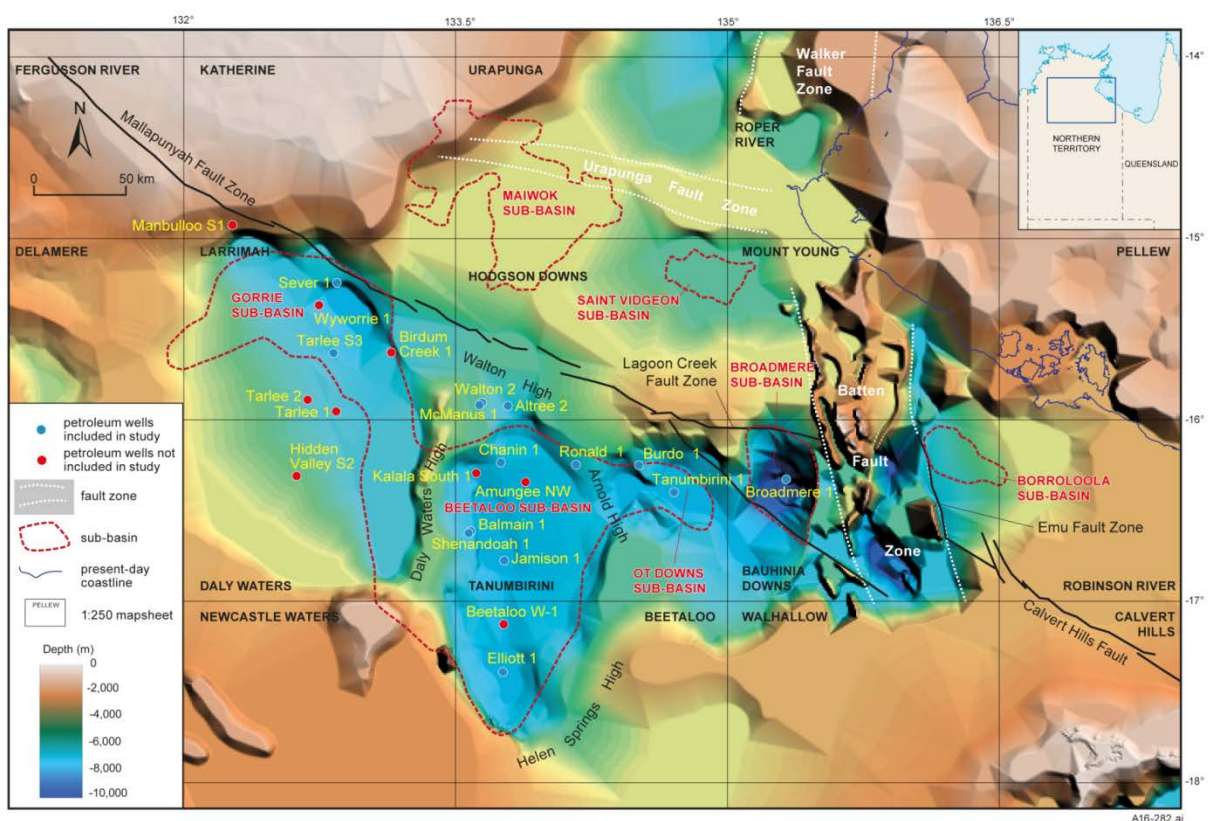 132°
133.5°
135°
136.5°
-14°
-15°
-16°
-17°
-18°
FERGUSSON RIVER
KATHERINE
URAPUNGA
Walker
Fault
Zone
ROPER
RIVER
NORTHERN
TERRITORY
QUEENSLAND
N
0
50 km
Mallapunyah Fault Zone
Urapunga Fault Zone
MAIWOK
SUB-BASIN
Manbulloo S1
DELAMERE
LARRIMAH
HODGSON DOWNS
MOUNT YOUNG
PELLEW
Sever 1
GORRIE
SUB-BASIN
Wyworrie 1
SAINT VIDGEON
SUB-BASIN
Tarlee S3
Birdum
Creek 1
Walton High
Lagoon Creek
Fault Zone
BROADMERE
SUB-BASIN
Batten
Fault
Zone
Tarlee 2
Tarlee 1
Walton 2
McManus 1
Altree 2
Hidden
Valley S2
Daly Waters High
Chanin 1
Ronald 1
Burdo 1
Kalala South 1
Amungee NW
Arnold High
Tanumbirini 1
Broadmere 1
BEETALOO SUB-BASIN
BORROLOOLA
SUB-BASIN
Emu Fault Zone
Balmain 1
Shenandoah 1
Jamison 1
OT DOWNS
SUB-BASIN
BAUHINIA
DOWNS
DALY WATERS
TANUMBIRINI
ROBINSON RIVER
NEWCASTLE WATERS
BEETALOO
WALHALLOW
CALVERT
HILLS
Calvert Hills Fault
Beetaloo W-1
Elliott 1
Helen Springs High
petroleum wells
included in study
petroleum wells not
included in study
fault zone
sub-basin
present-day
coastline
PELLEW
1:250 mapsheet
Depth (m)
0
-2,000
-4,000
-6,000
-8,000
-10,000
A16-282.ai